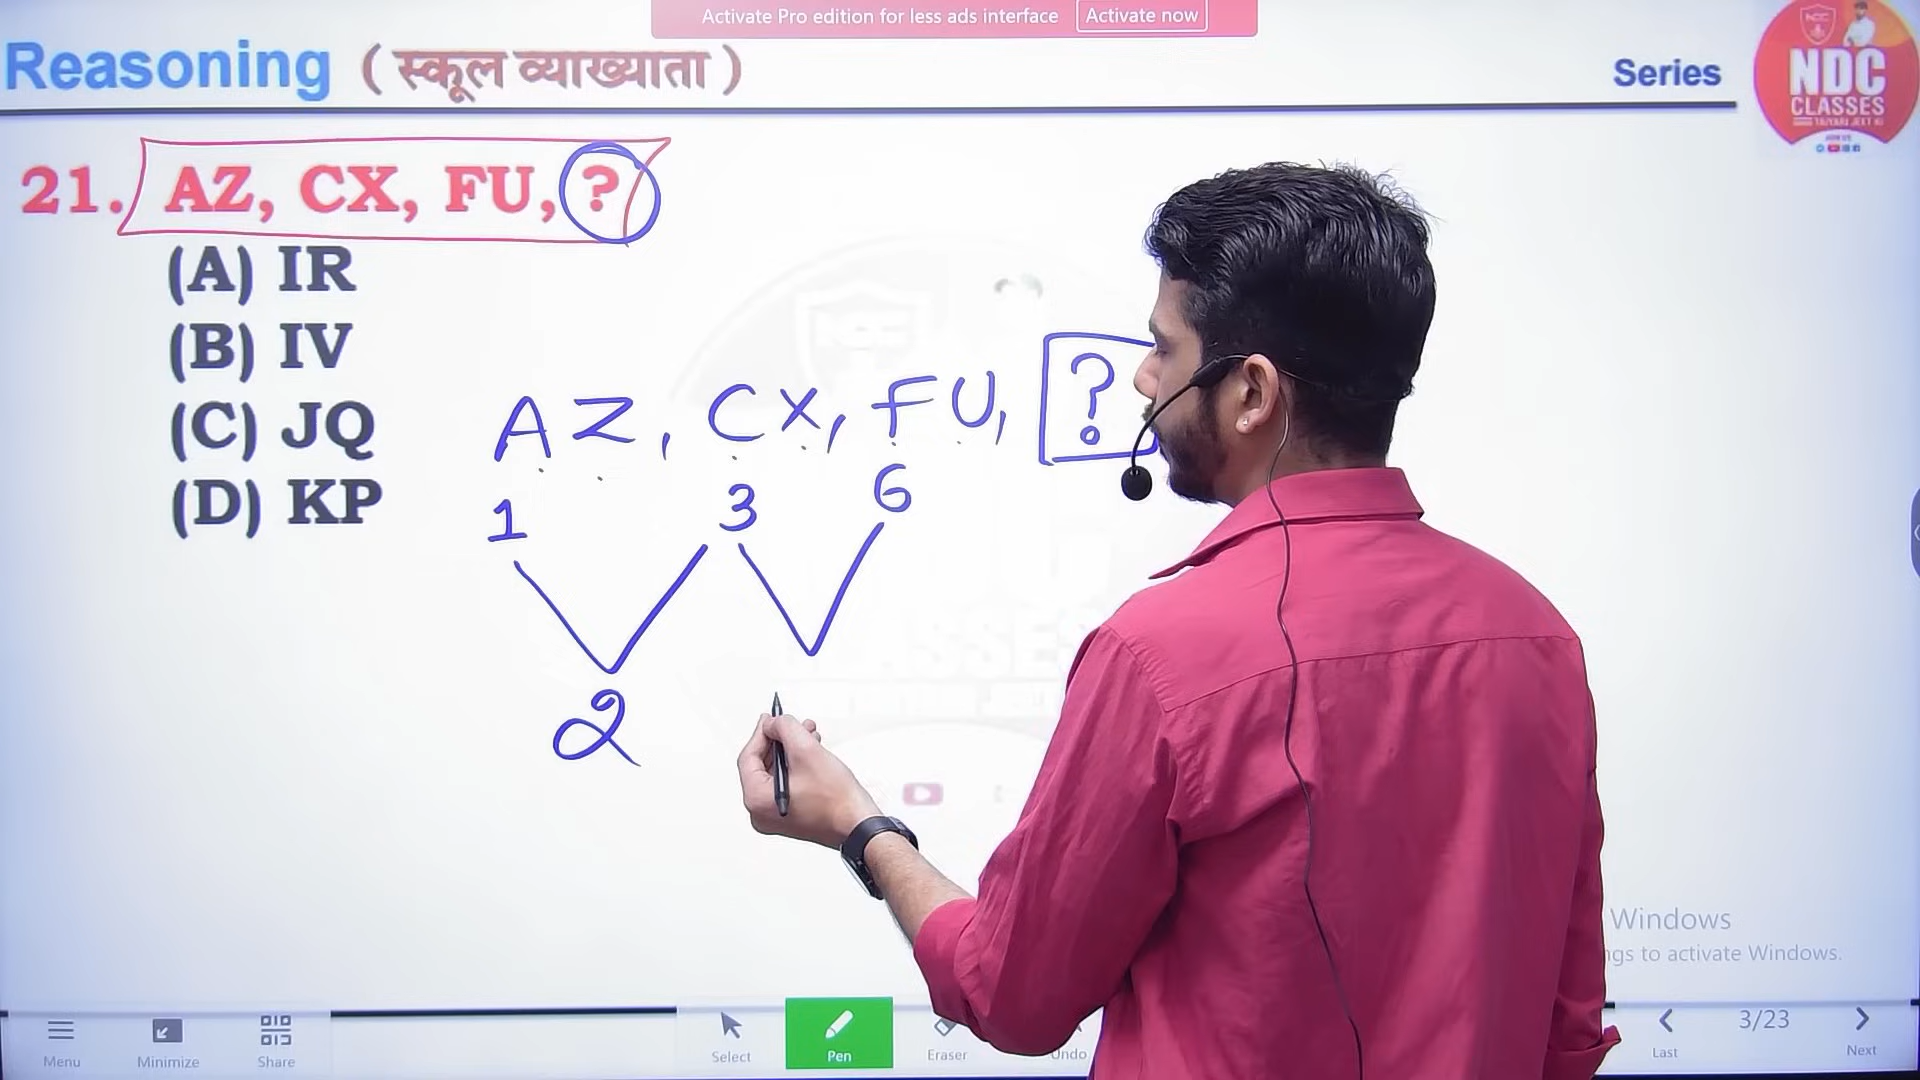 Activate Pro edition for less ads interface Activate now
Reasoning ( स्कूल व्याख्याता ) Series
NDC
CLASSES
21. AZ, CX, FU, ?
(A) IR
(B) IV
(C) JQ
(D) KP
AZ, CX, FU, ?
1 3 6
2
Windows
ngs to activate Windows.
Menu Minimize Share Select Pen Eraser Undo Last 3/23 Next